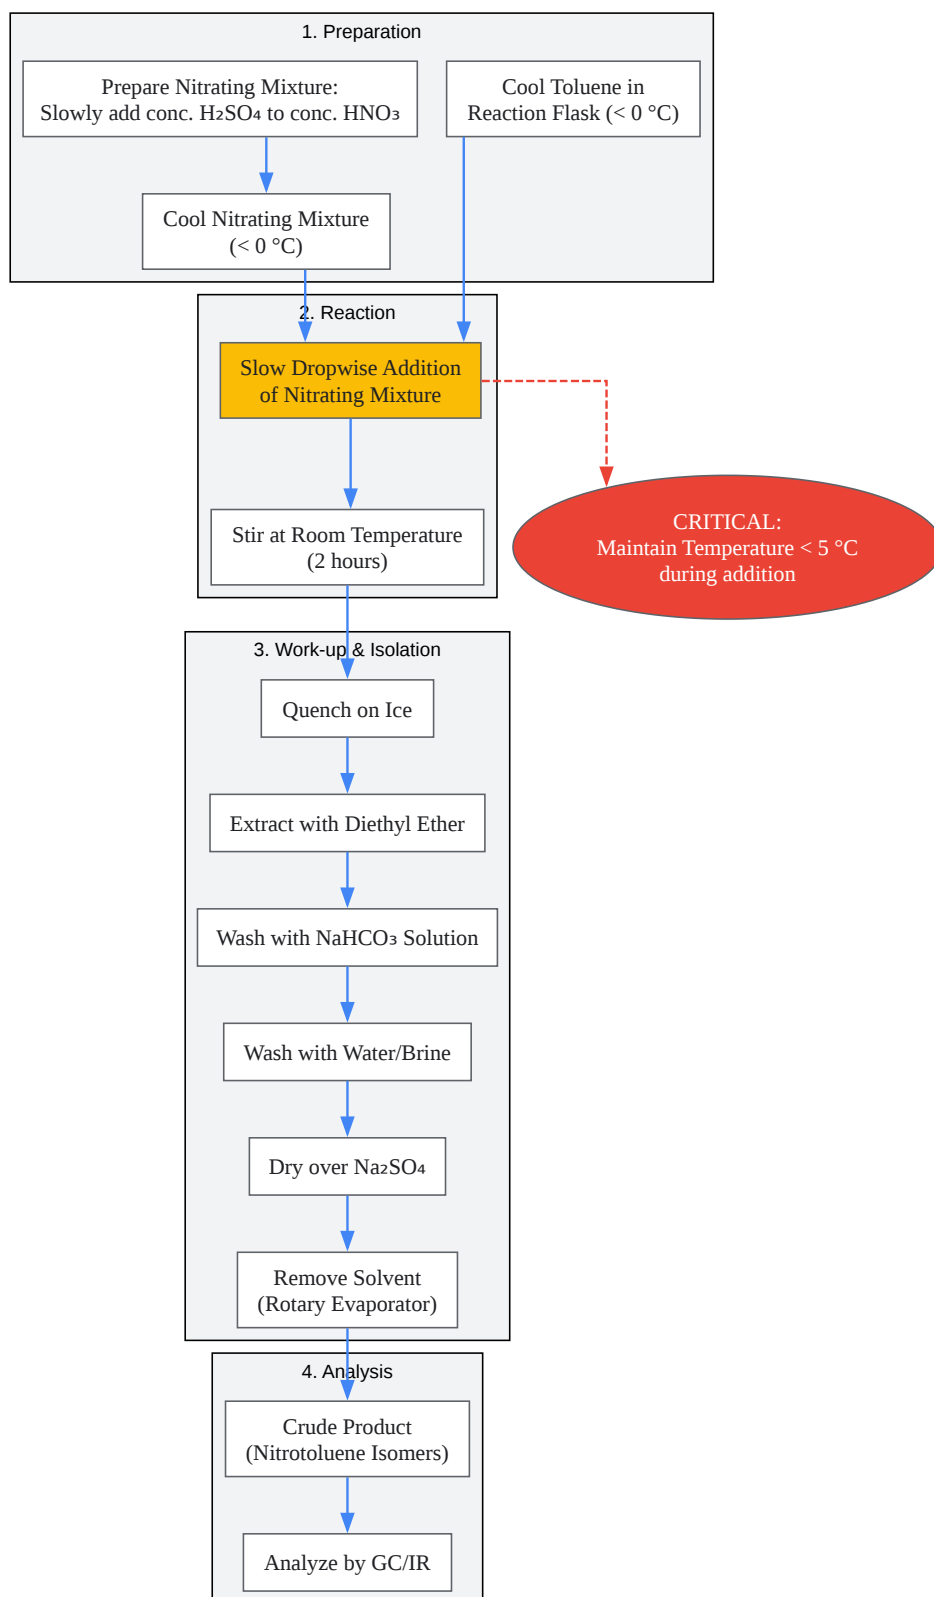 1. Preparation
Prepare Nitrating Mixture:
Slowly add conc. H₂SO₄ to conc. HNO₃
Cool Toluene in
Reaction Flask (< 0 °C)
Cool Nitrating Mixture
(< 0 °C)
2. Reaction
Slow Dropwise Addition
of Nitrating Mixture
Stir at Room Temperature
(2 hours)
CRITICAL:
Maintain Temperature < 5 °C
during addition
3. Work-up & Isolation
Quench on Ice
Extract with Diethyl Ether
Wash with NaHCO₃ Solution
Wash with Water/Brine
Dry over Na₂SO₄
Remove Solvent
(Rotary Evaporator)
4. Analysis
Crude Product
(Nitrotoluene Isomers)
Analyze by GC/IR